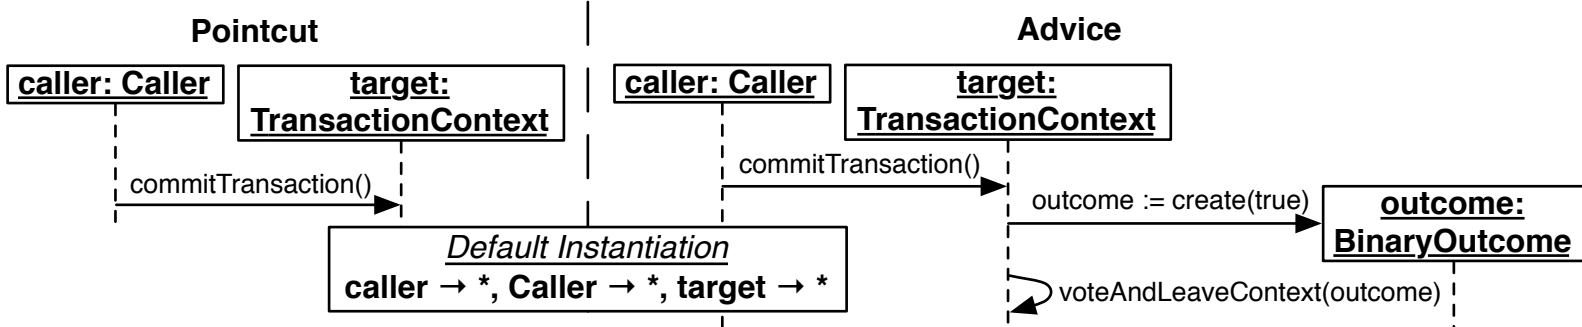 Pointcut
caller: Caller
target:
TransactionContext
commitTransaction()
Default Instantiation
caller → *, Caller → *, target → *
Advice
caller: Caller
target:
TransactionContext
commitTransaction()
outcome := create(true)
outcome:
BinaryOutcome
voteAndLeaveContext(outcome)